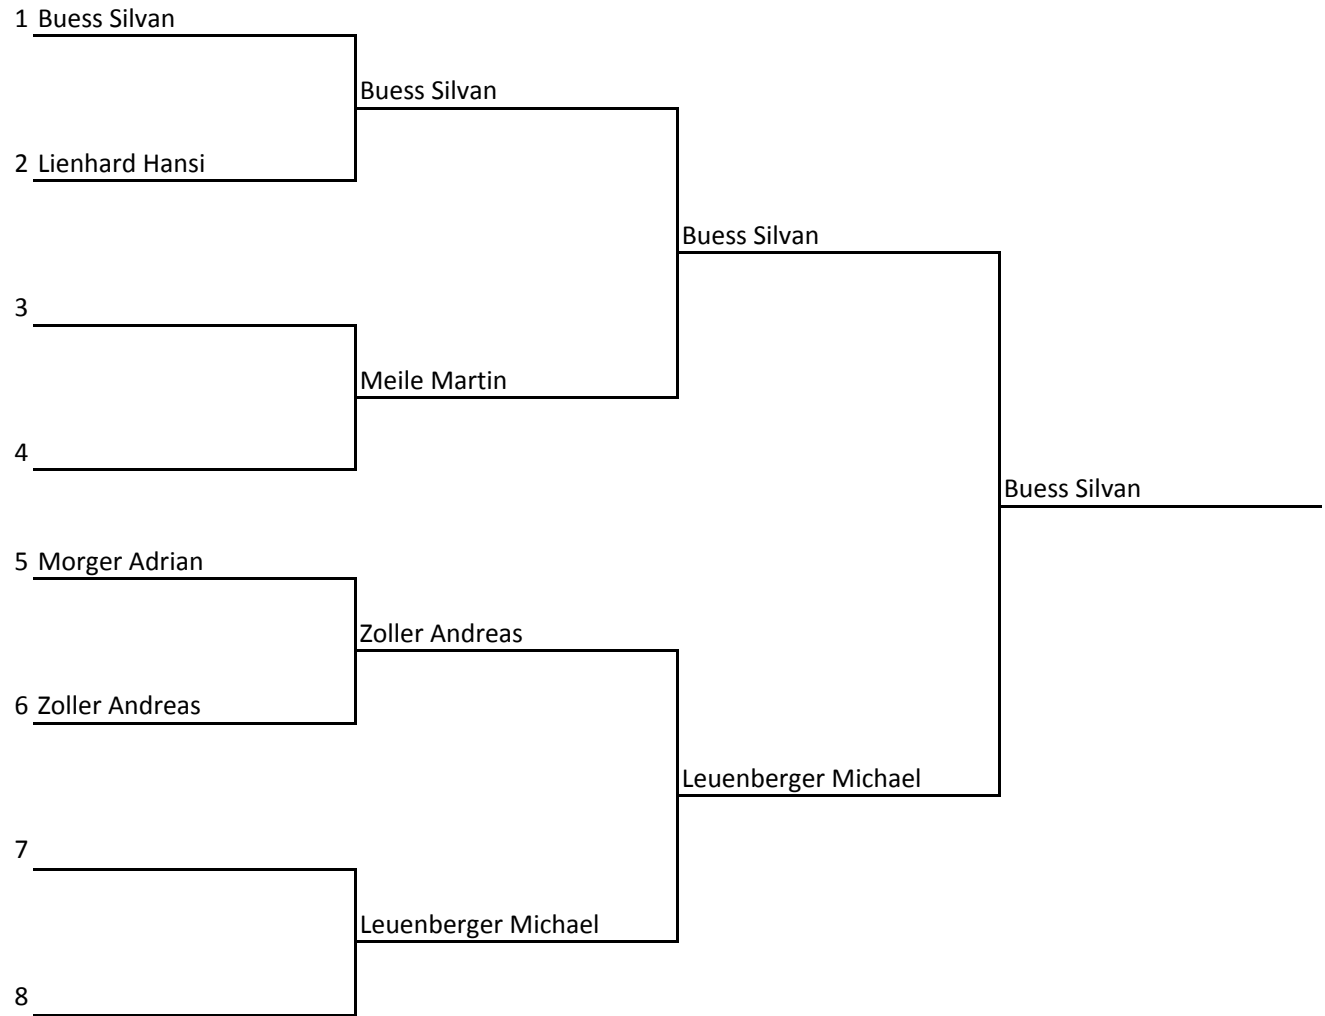 1 Buess Silvan
Buess Silvan
2 Lienhard Hansi
Buess Silvan
3
Meile Martin
4
Buess Silvan
5 Morger Adrian
Zoller Andreas
6 Zoller Andreas
Leuenberger Michael
7
Leuenberger Michael
8